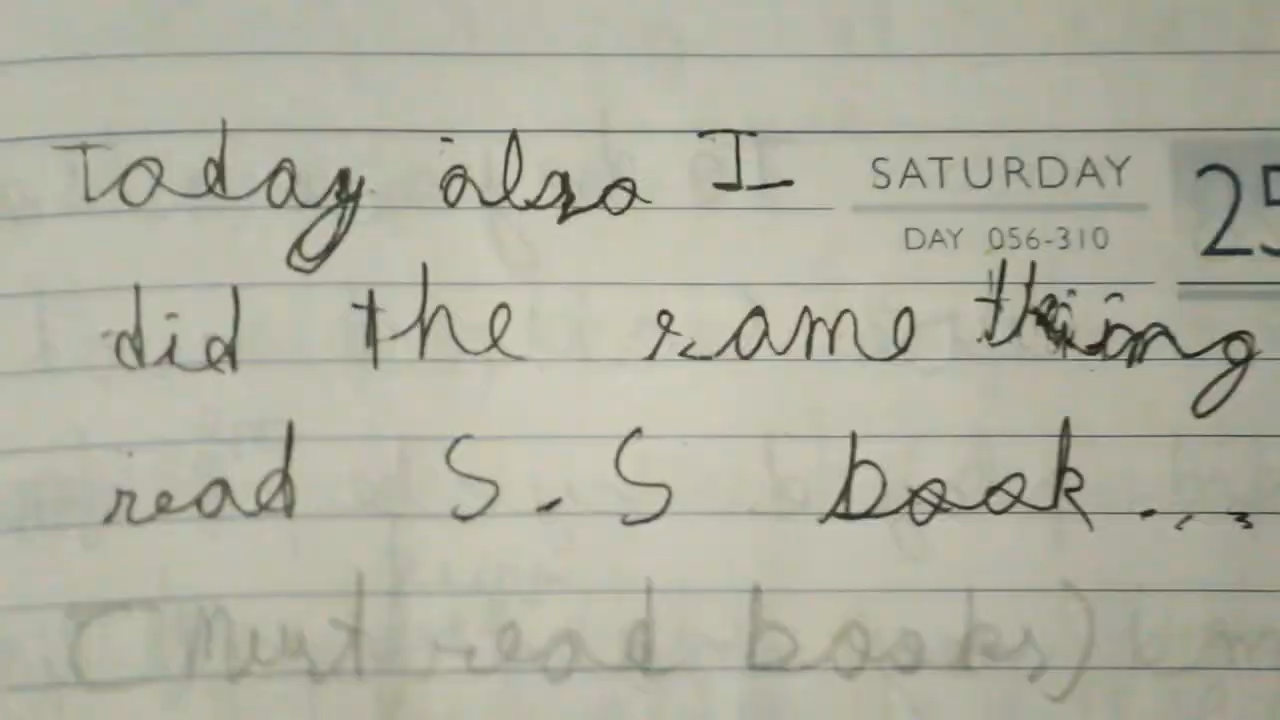 Today also I
SATURDAY
25
DAY 056-310
did the same thing
read S.S book...
(Must read books)